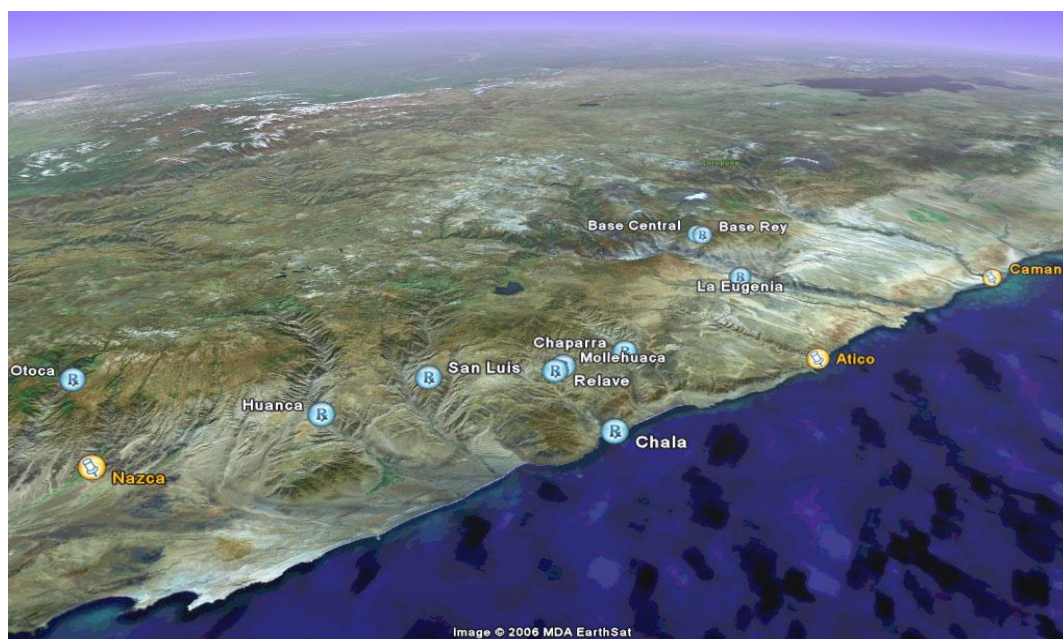 Base Central
Base Rey
La Eugenia
Caman
Chaparra
Mollehuaca
Atico
Otoca
San Luis
Relave
Huanca
Chala
Nazca
Image © 2006 MDA EarthSat